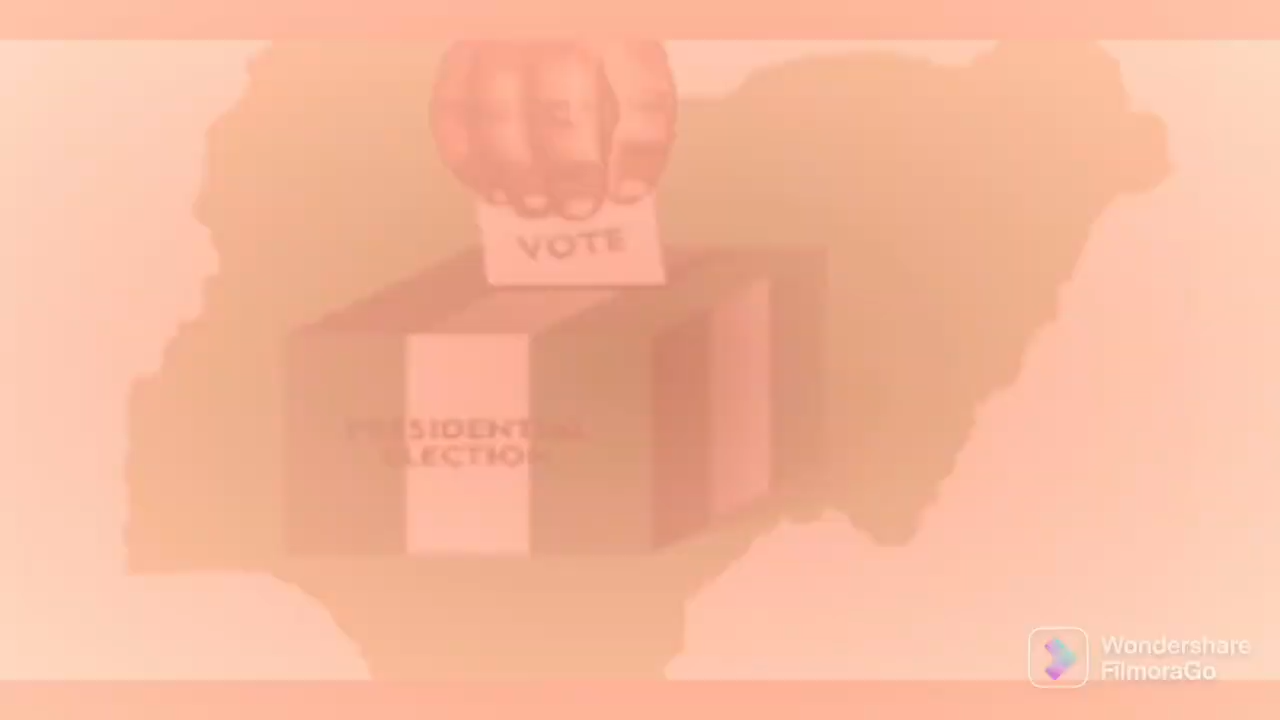 VOTE
PRESIDENTIAL
ELECTION
Wondershare
FilmoraGo